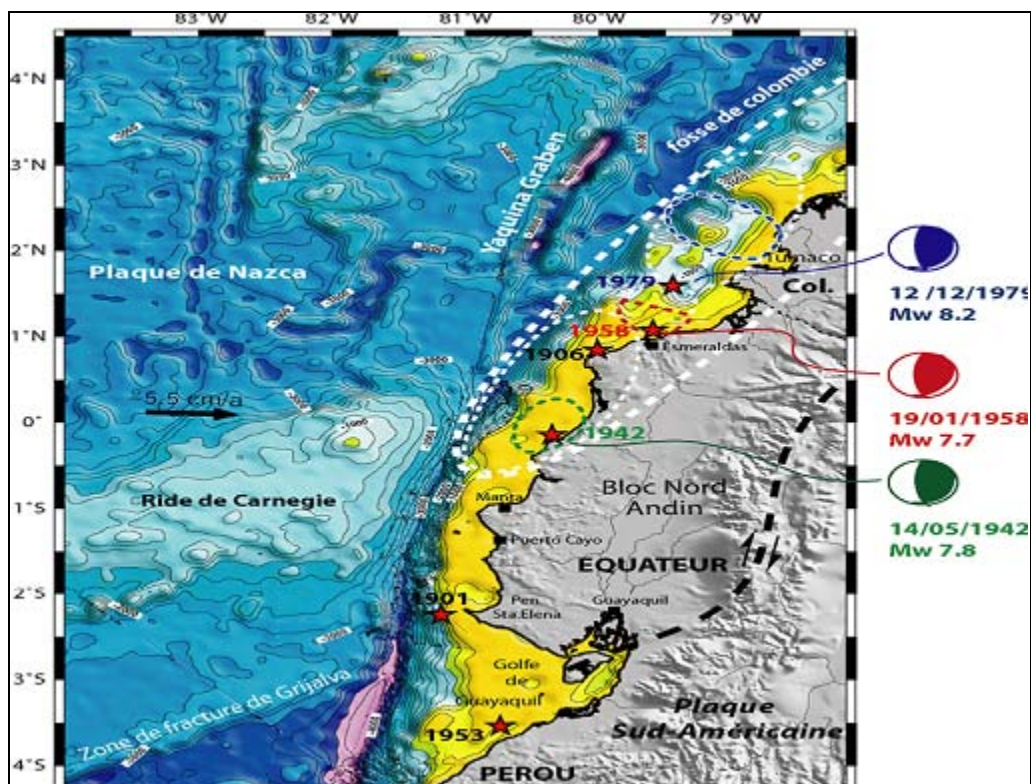 83°W 82°W 81°W 80°W 79°W
4°N
3°N
2°N
1°N
0°
1°S
2°S
3°S
4°S
fosse de colombie
Yaquina Graben
Plaque de Nazca
Tumaco
Col.
1979
1958
1906
Esmeraldas
5,5 cm/a
1942
Ride de Carnegie
Manta
Bloc Nord
Andin
Puerto Cayo
EQUATEUR
1901
Pen.
Sta.Elena
Guayaquil
Golfe
de
Guayaquil
Zone de fracture de Grijalva
Plaque
Sud-Américaine
1953
PEROU
12 /12/1979
Mw 8.2
19/01/1958
Mw 7.7
14/05/1942
Mw 7.8